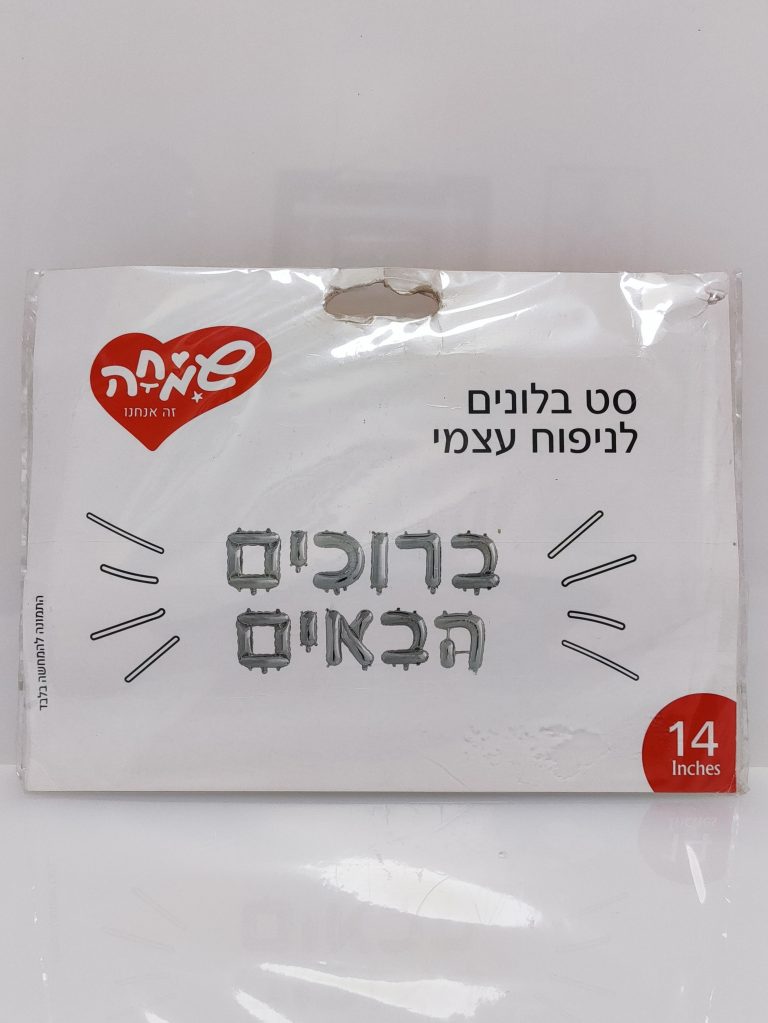 שמחה
זה אנחנו
סט בלונים
לניפוח עצמי
ברוכים
הבאים
התמונה להמחשה בלבד
14
Inches